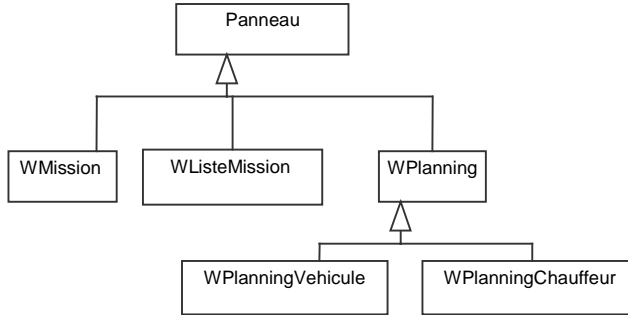 Panneau
WMission
WListeMission
WPlanning
WPlanningVehicule
WPlanningChauffeur